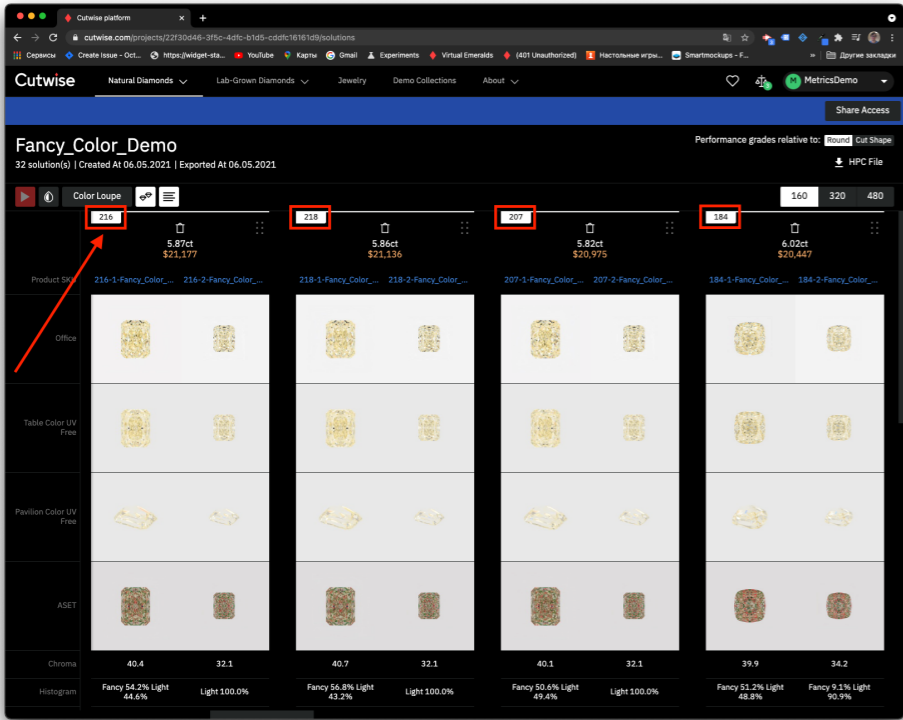 Cutwise platform
cutwise.com/projects/22f30d46-3f5c-4dfc-b1d5-cddfc16161d9/solutions
Сервисы Create Issue - Oct... https://widget-sta... YouTube Карты Gmail Experiments Virtual Emeralds (401 Unauthorized) Настольные игры... Smartmockups - F... » Другие закладки
Cutwise Natural Diamonds Lab-Grown Diamonds Jewelry Demo Collections About M MetricsDemo
Share Access
Fancy_Color_Demo
32 solution(s) | Created At 06.05.2021 | Exported At 06.05.2021
Performance grades relative to: Round Cut Shape
HPC File
Color Loupe 160 320 480
216 218 207 184
5.87ct 5.86ct 5.82ct 6.02ct
$21,177 $21,136 $20,975 $20,447
Product SKU 216-1-Fancy_Color_... 216-2-Fancy_Color_... 218-1-Fancy_Color_... 218-2-Fancy_Color_... 207-1-Fancy_Color_... 207-2-Fancy_Color_... 184-1-Fancy_Color_... 184-2-Fancy_Color_...
Office
Table Color UV
Free
Pavilion Color UV
Free
ASET
Chroma 40.4 32.1 40.7 32.1 40.1 32.1 39.9 34.2
Histogram Fancy 54.2% Light 44.6% Light 100.0% Fancy 56.8% Light 43.2% Light 100.0% Fancy 50.6% Light 49.4% Light 100.0% Fancy 51.2% Light 48.8% Fancy 9.1% Light 90.9%